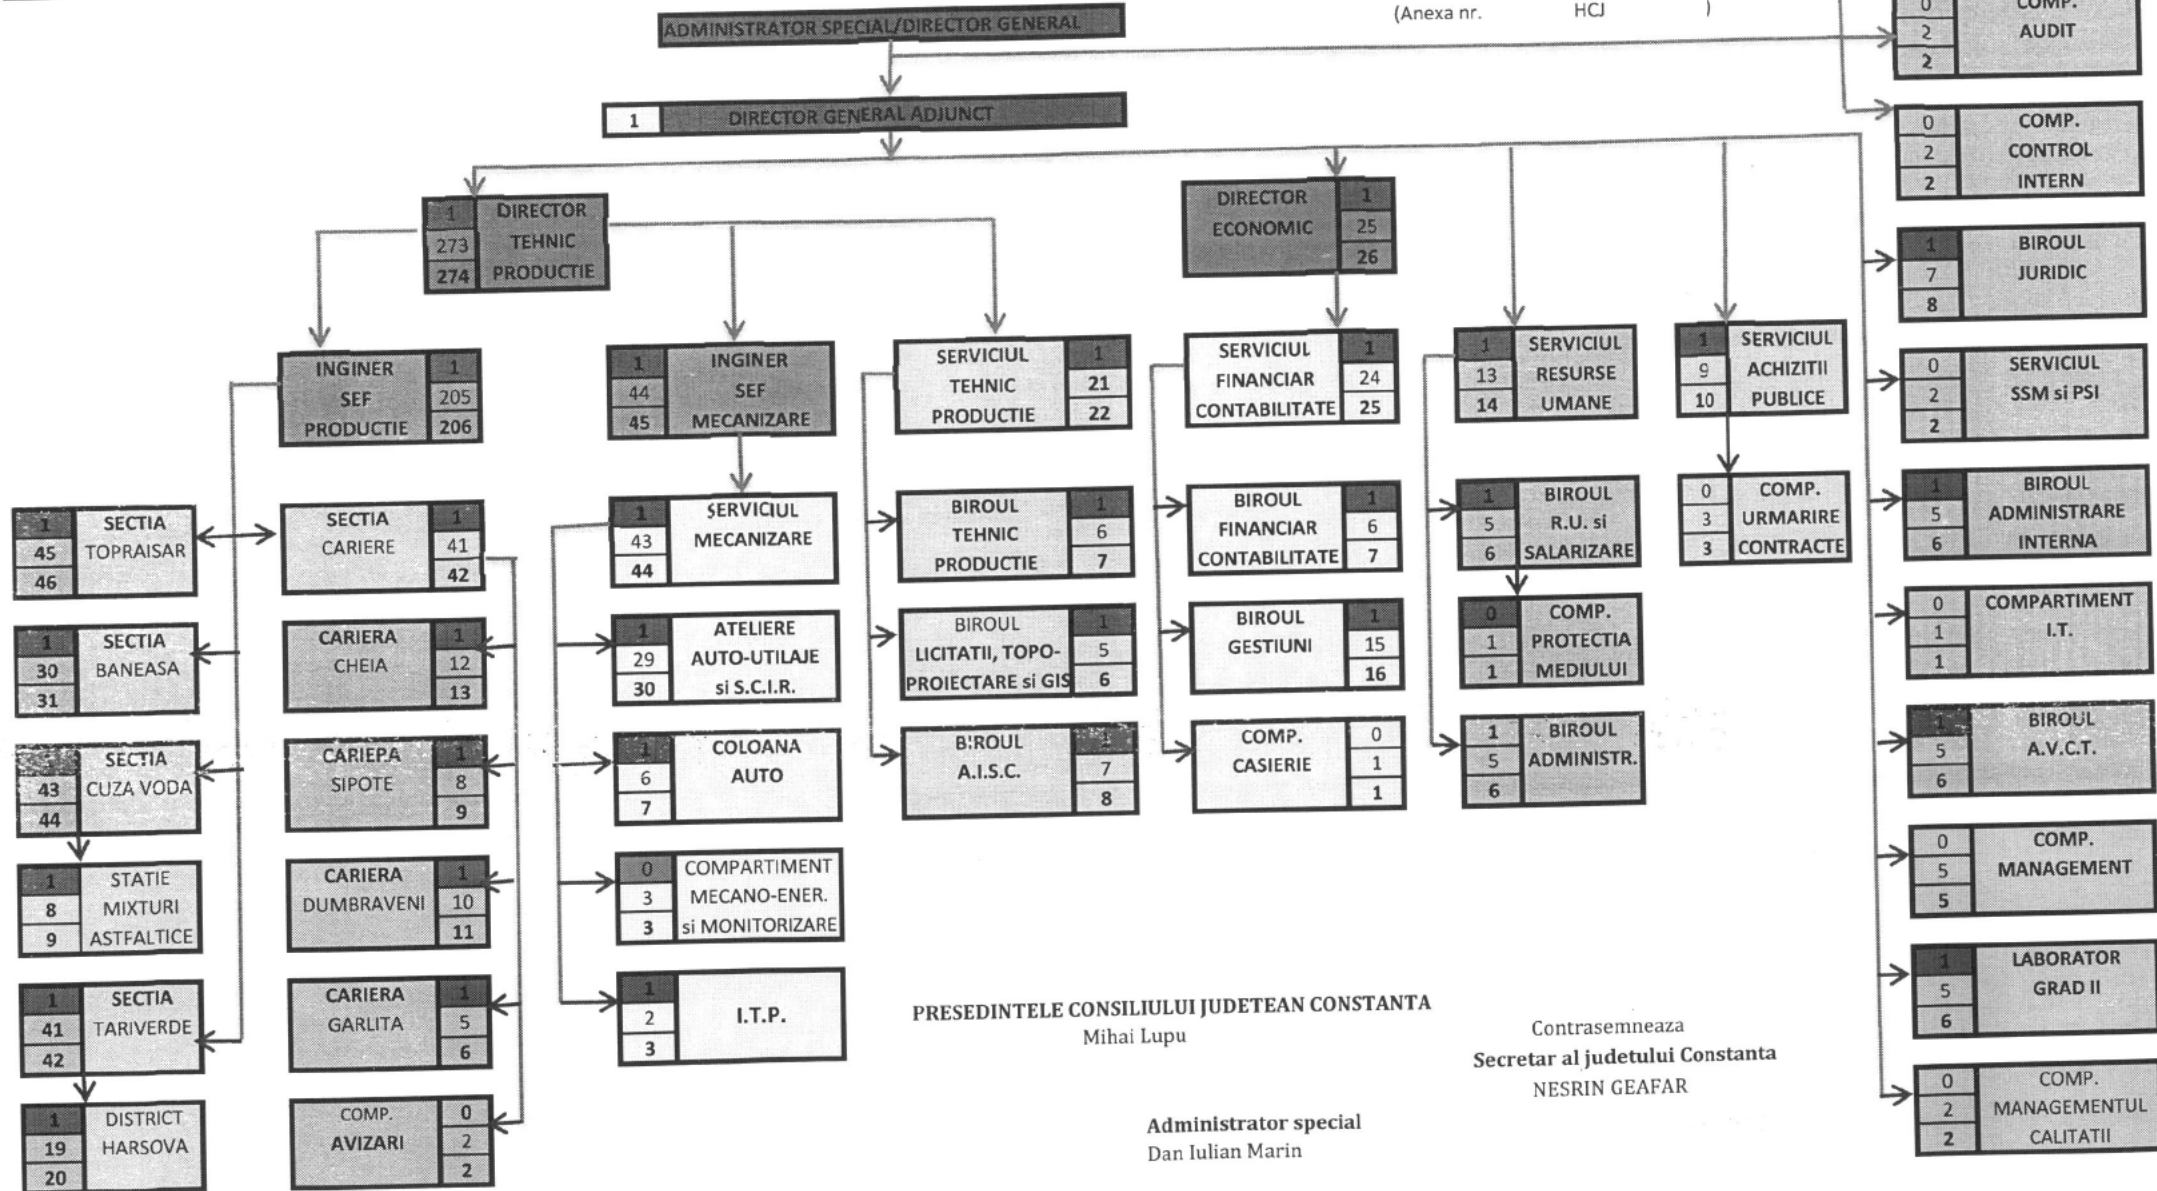 (Anexa nr. HCJ )
ADMINISTRATOR SPECIAL/DIRECTOR GENERAL
0 COMP.
2 AUDIT
2
1 DIRECTOR GENERAL ADJUNCT
0 COMP.
2 CONTROL
2 INTERN
1 DIRECTOR
273 TEHNIC
274 PRODUCTIE
DIRECTOR 1
ECONOMIC 25
26
1 BIROUL
7 JURIDIC
8
INGINER 1
SEF 205
PRODUCTIE 206
1 INGINER
44 SEF
45 MECANIZARE
SERVICIUL 1
TEHNIC 21
PRODUCTIE 22
SERVICIUL 1
FINANCIAR 24
CONTABILITATE 25
1 SERVICIUL
13 RESURSE
14 UMANE
1 SERVICIUL
9 ACHIZITII
10 PUBLICE
0 SERVICIUL
2 SSM si PSI
2
1 SECTIA
45 TOPRAISAR
46
SECTIA 1
CARIERE 41
42
1 SERVICIUL
43 MECANIZARE
44
BIROUL 1
TEHNIC 6
PRODUCTIE 7
BIROUL 1
FINANCIAR 6
CONTABILITATE 7
1 BIROUL
5 R.U. si
6 SALARIZARE
0 COMP.
3 URMARIRE
3 CONTRACTE
1 BIROUL
5 ADMINISTRARE
6 INTERNA
1 SECTIA
30 BANEASA
31
CARIERA 1
CHEIA 12
13
1 ATELIERE
29 AUTO-UTILAJE
30 si S.C.I.R.
BIROUL 1
LICITATII, TOPO- 5
PROIECTARE si GIS 6
BIROUL 1
GESTIUNI 15
16
0 COMP.
1 PROTECTIA
1 MEDIULUI
0 COMPARTIMENT
1 I.T.
1
1 SECTIA
43 CUZA VODA
44
CARIERA 1
SIPOTE 8
9
1 COLOANA
6 AUTO
7
BIROUL 1
A.I.S.C. 7
8
COMP. 0
CASIERIE 1
1
1 BIROUL
5 ADMINISTR.
6
1 BIROUL
5 A.V.C.T.
6
1 STATIE
8 MIXTURI
9 ASTFALTICE
CARIERA 1
DUMBRAVENI 10
11
0 COMPARTIMENT
3 MECANO-ENER.
3 si MONITORIZARE
0 COMP.
5 MANAGEMENT
5
1 SECTIA
41 TARIVERDE
42
CARIERA 1
GARLITA 5
6
1 I.T.P.
2
3
1 LABORATOR
5 GRAD II
6
1 DISTRICT
19 HARSOVA
20
COMP. 0
AVIZARI 2
2
0 COMP.
2 MANAGEMENTUL
2 CALITATII
PRESEDINTELE CONSILIULUI JUDETEAN CONSTANTA
Mihai Lupu
Contrasemneaza
Secretar al judetului Constanta
NESRIN GEAFAR
Administrator special
Dan Iulian Marin